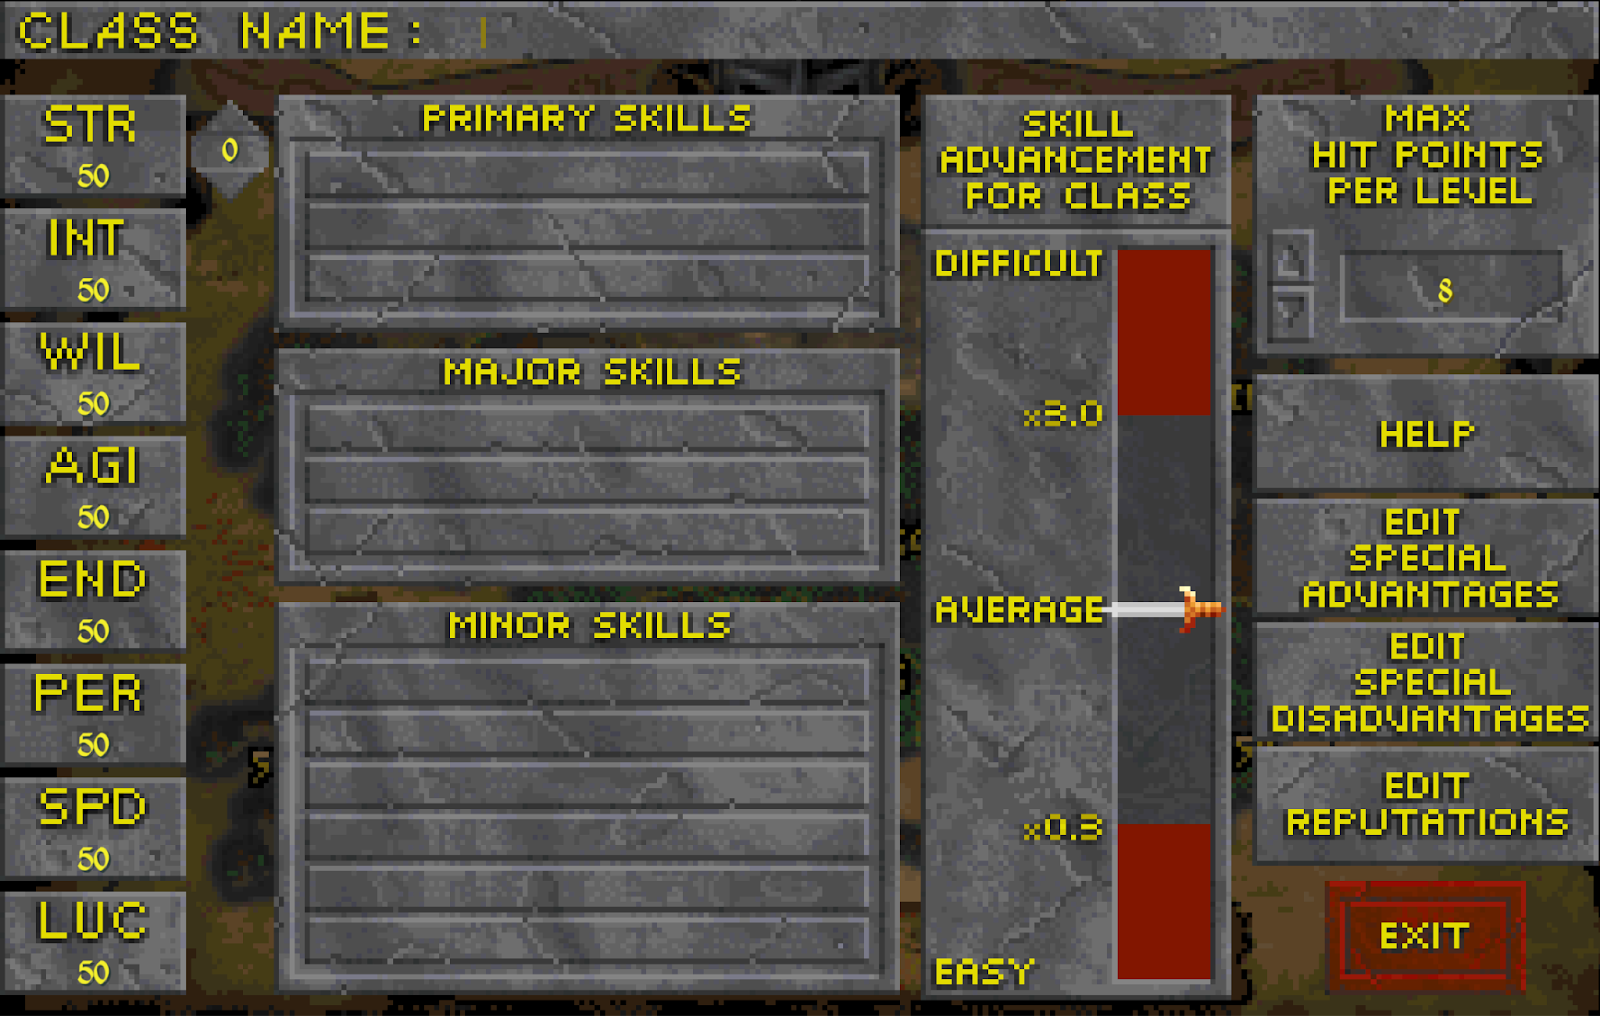 CLASS NAME:
STR
50
0
INT
50
WIL
50
AGI
50
END
50
PER
50
SPD
50
LUC
50
PRIMARY SKILLS
MAJOR SKILLS
MINOR SKILLS
SKILL
ADVANCEMENT
FOR CLASS
DIFFICULT
x3.0
AVERAGE
x0.3
EASY
MAX
HIT POINTS
PER LEVEL
8
HELP
EDIT
SPECIAL
ADVANTAGES
EDIT
SPECIAL
DISADVANTAGES
EDIT
REPUTATIONS
EXIT